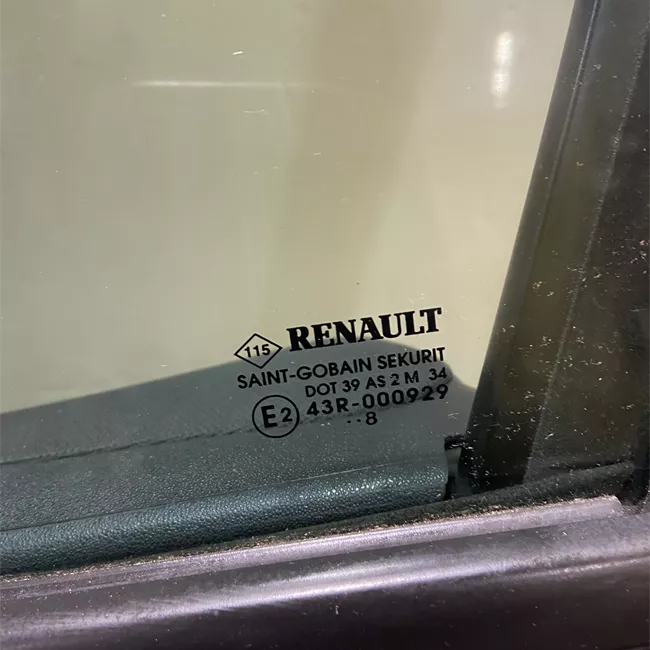 115 RENAULT
SAINT-GOBAIN SEKURIT
DOT 39 AS 2 M 34
E2 43R-000929
..8